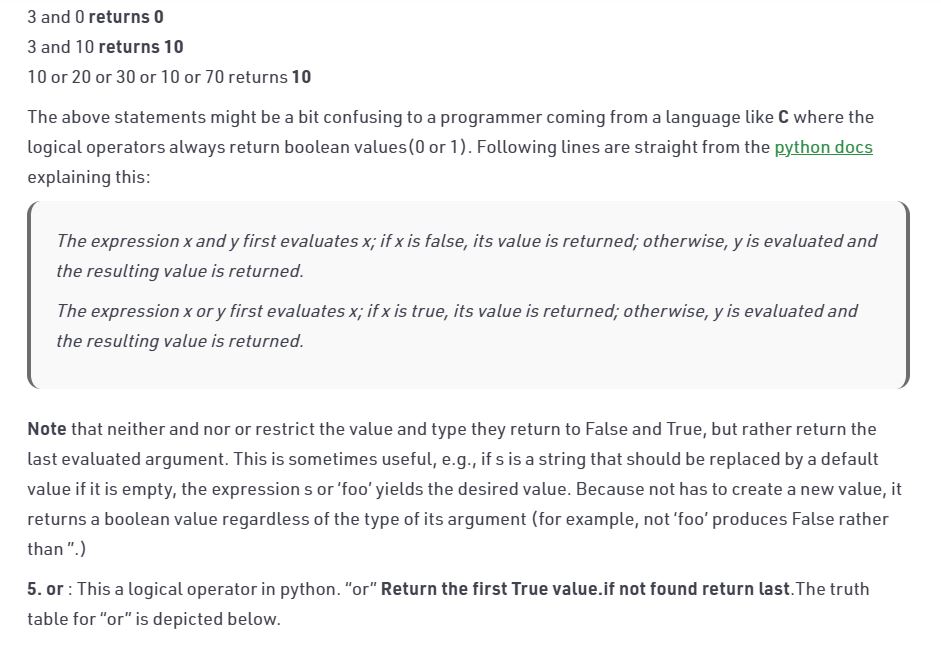 3 and 0 returns 0
3 and 10 returns 10
10 or 20 or 30 or 10 or 70 returns 10
The above statements might be a bit confusing to a programmer coming from a language like C where the
logical operators always return boolean values(0 or 1). Following lines are straight from the python docs
explaining this:
The expression x and y first evaluates x; if x is false, its value is returned; otherwise, y is evaluated and
the resulting value is returned.
The expression x or y first evaluates x; if x is true, its value is returned; otherwise, y is evaluated and
the resulting value is returned.
Note that neither and nor or restrict the value and type they return to False and True, but rather return the
last evaluated argument. This is sometimes useful, e.g., if s is a string that should be replaced by a default
value if it is empty, the expression s or ‘foo’ yields the desired value. Because not has to create a new value, it
returns a boolean value regardless of the type of its argument (for example, not ‘foo’ produces False rather
than ”.)
5. or : This a logical operator in python. “or” Return the first True value.if not found return last.The truth
table for “or” is depicted below.